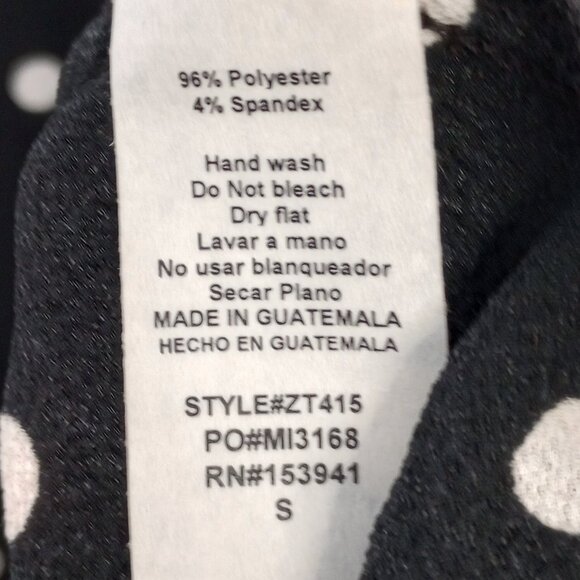 96% Polyester
4% Spandex
Hand wash
Do Not bleach
Dry flat
Lavar a mano
No usar blanqueador
Secar Plano
MADE IN GUATEMALA
HECHO EN GUATEMALA
STYLE#ZT415
PO#MI3168
RN#153941
S